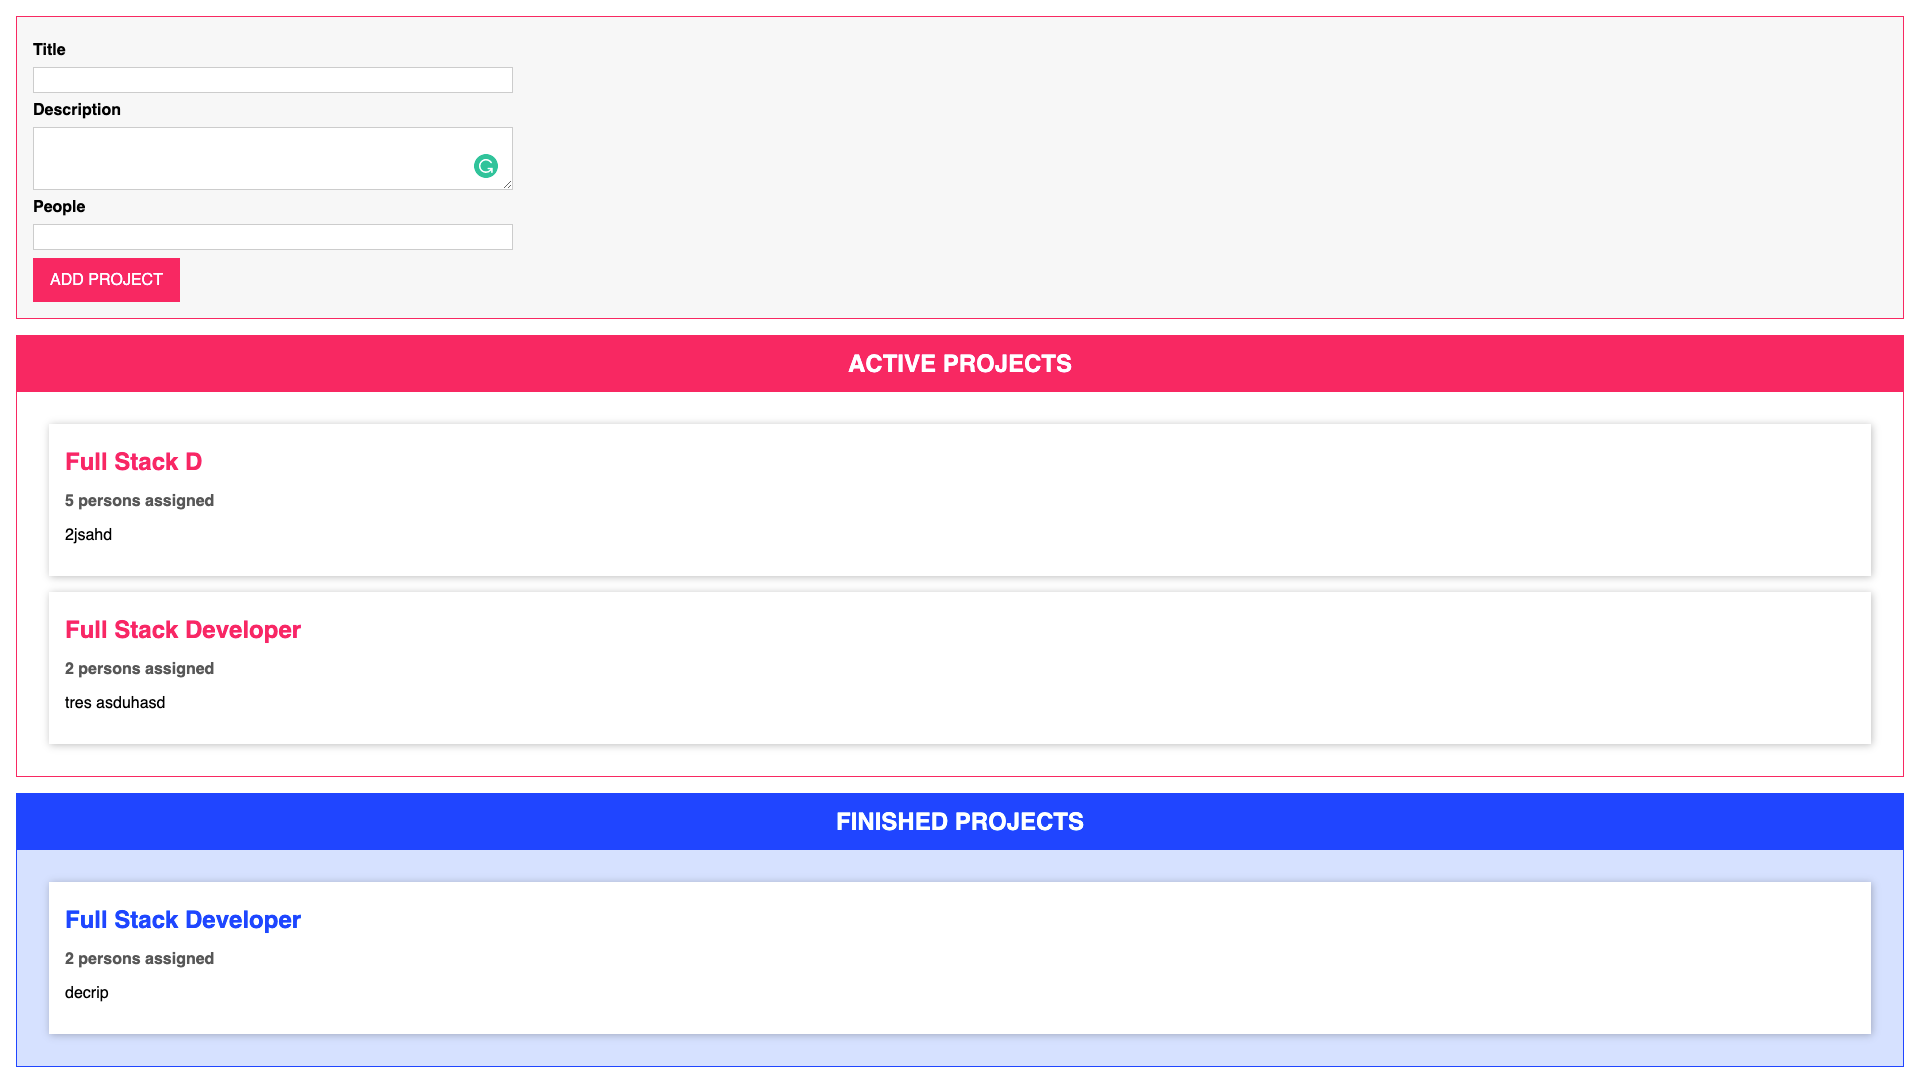 Title
Description
People
ADD PROJECT
ACTIVE PROJECTS
Full Stack D
5 persons assigned
2jsahd
Full Stack Developer
2 persons assigned
tres asduhasd
FINISHED PROJECTS
Full Stack Developer
2 persons assigned
decrip